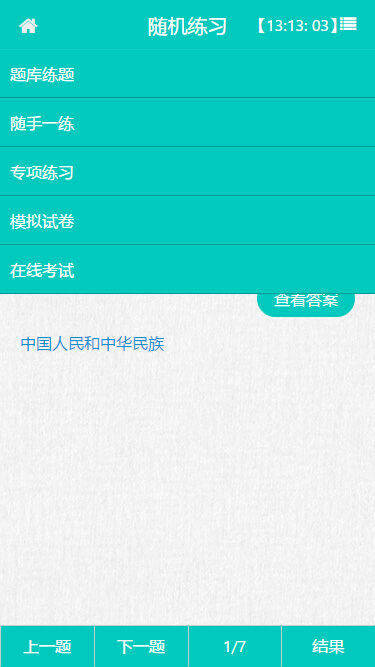 随机练习 【13:13: 03】
题库练题
随手一练
专项练习
模拟试卷
在线考试
查看答案
中国人民和中华民族
上一题 下一题 1/7 结果